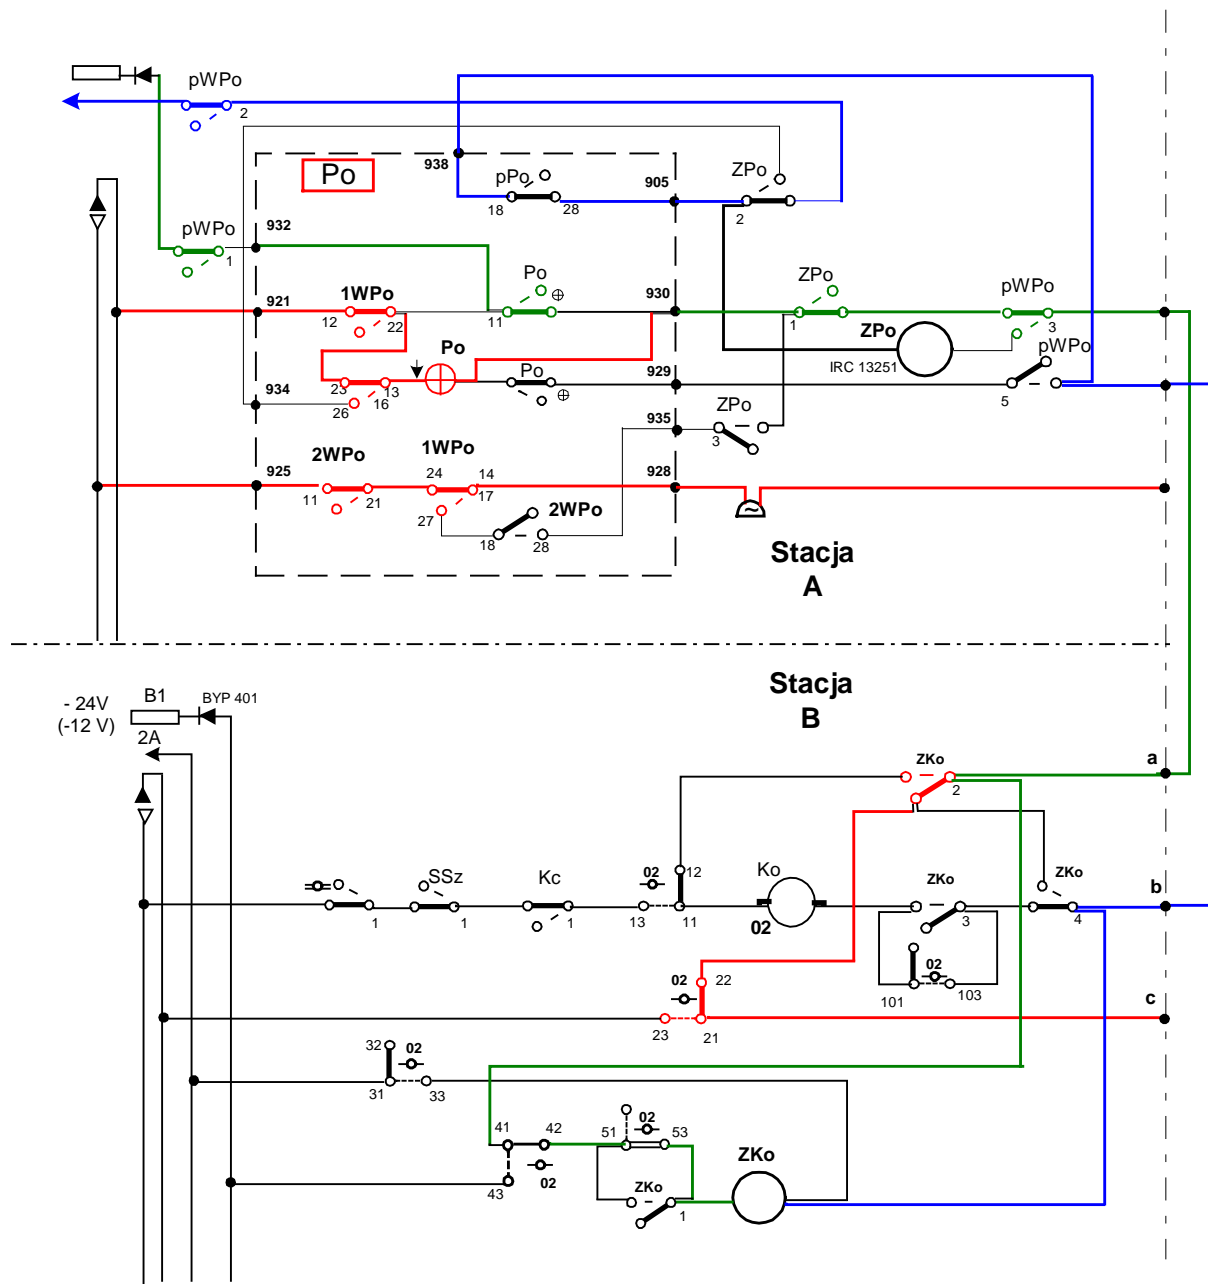 pWPo
2
938
Po
pPo
18
28
905
ZPo
2
932
pWPo
1
Po
11
930
ZPo
1
pWPo
3
921
1WPo
12
22
ZPo
IRC 13251
pWPo
5
Po
23
13
Po
929
934
26
16
935
ZPo
3
925
2WPo
11
21
1WPo
24
14
17
27
928
2WPo
18
28
~
Stacja
A
Stacja
B
- 24V
(-12 V)
B1
BYP 401
2A
a
ZKo
2
SSz
1
1
Kc
1
02
12
13
11
Ko
02
ZKo
3
ZKo
4
b
02
101
103
02
22
23
21
c
32
02
31
33
41
42
43
02
51
02
53
ZKo
1
ZKo